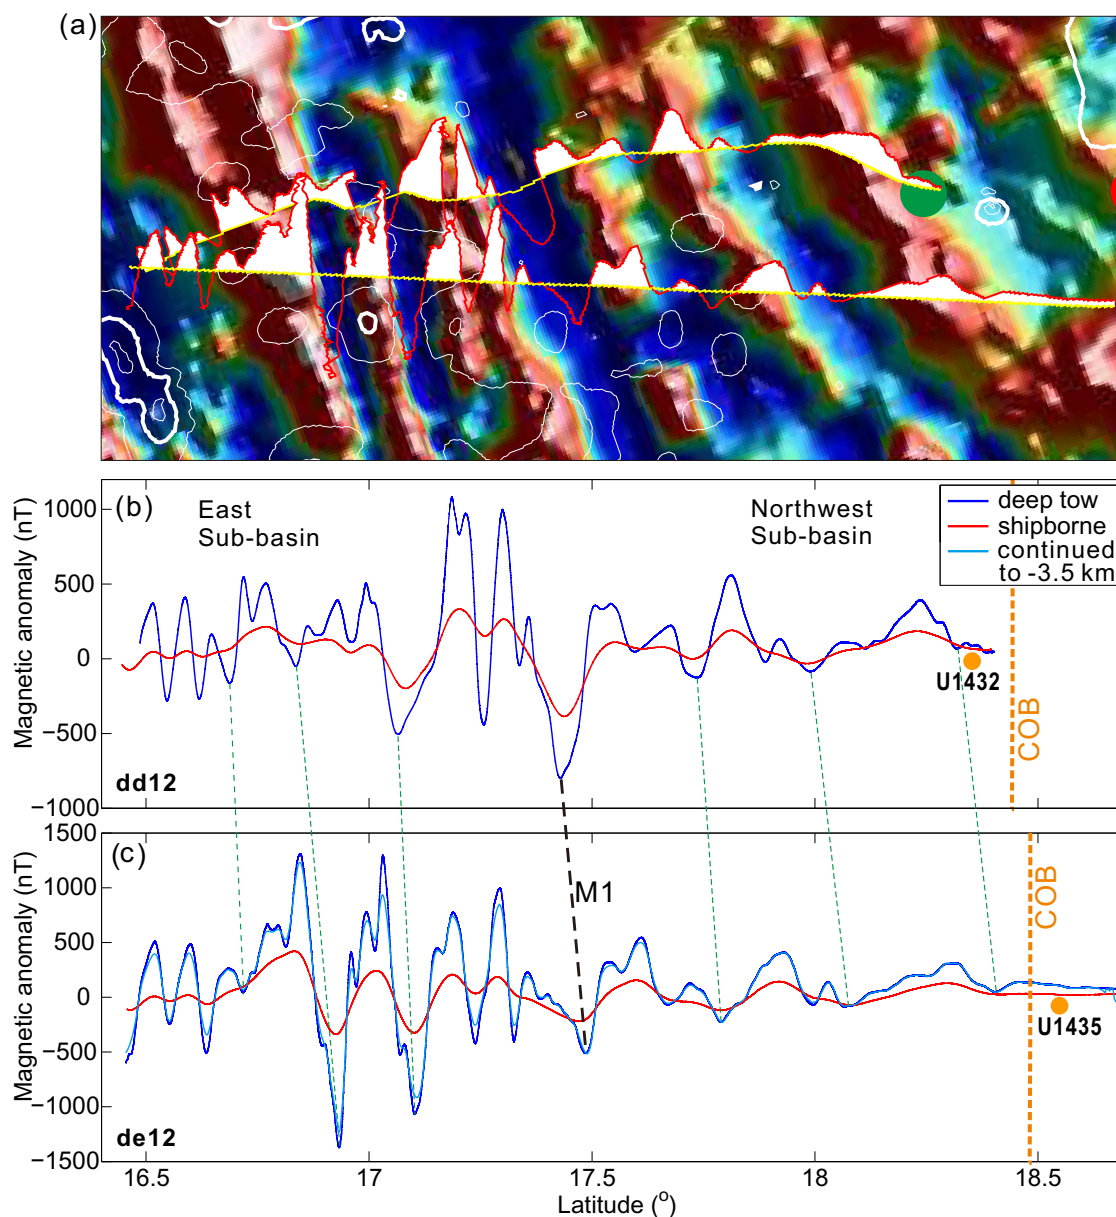 (a)
(b)
East
Sub-basin
Northwest
Sub-basin
deep tow
shipborne
continued
to -3.5 km
Magnetic anomaly (nT)
1000
500
0
−500
−1000
U1432
COB
dd12
(c)
Magnetic anomaly (nT)
1500
1000
500
0
−500
−1000
−1500
M1
COB
U1435
de12
16.5
17
17.5
18
18.5
Latitude (°)